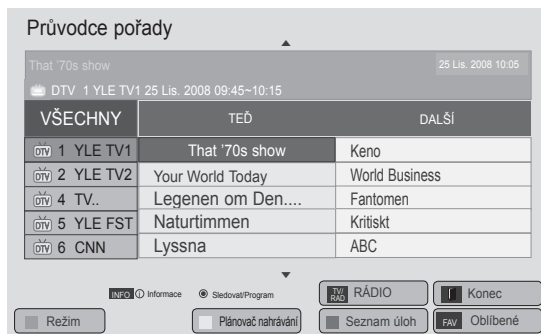 Průvodce pořady
That '70s show 25 Lis. 2008 10:05
DTV 1 YLE TV1 25 Lis. 2008 09:45~10:15
VŠECHNY TEĎ DALŠÍ
DTV 1 YLE TV1 That '70s show Keno
DTV 2 YLE TV2 Your World Today World Business
DTV 4 TV.. Legenen om Den.... Fantomen
DTV 5 YLE FST Naturtimmen Kritiskt
DTV 6 CNN Lyssna ABC
INFO i Informace Sledovat/Program TV/RAD RÁDIO Konec
Režim Plánovač nahrávání Seznam úloh FAV Oblíbené